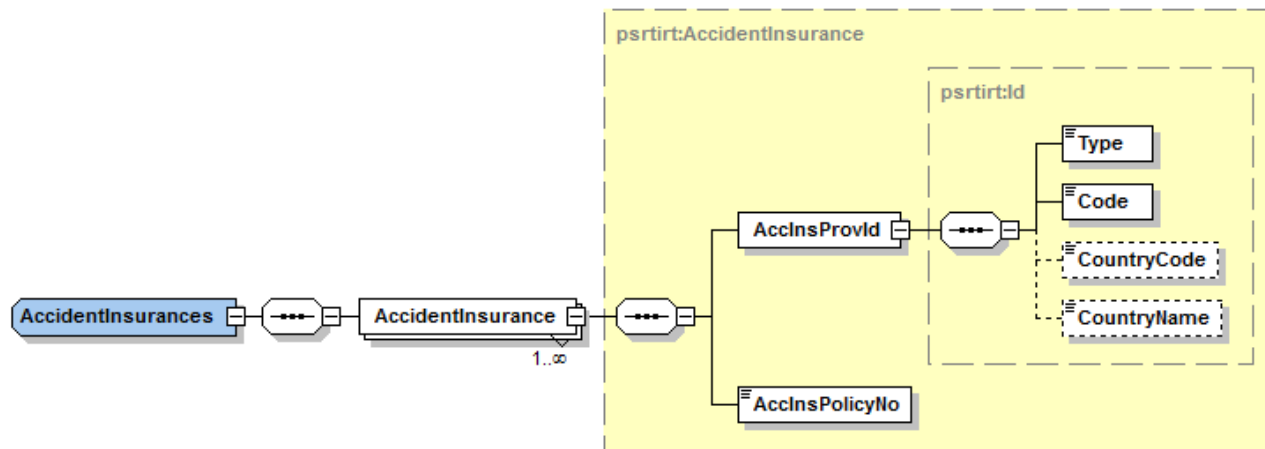 psrtirt:AccidentInsurance
psrtirt:Id
Type
Code
AccInsProvId
CountryCode
CountryName
AccidentInsurances
AccidentInsurance
1..∞
AccInsPolicyNo